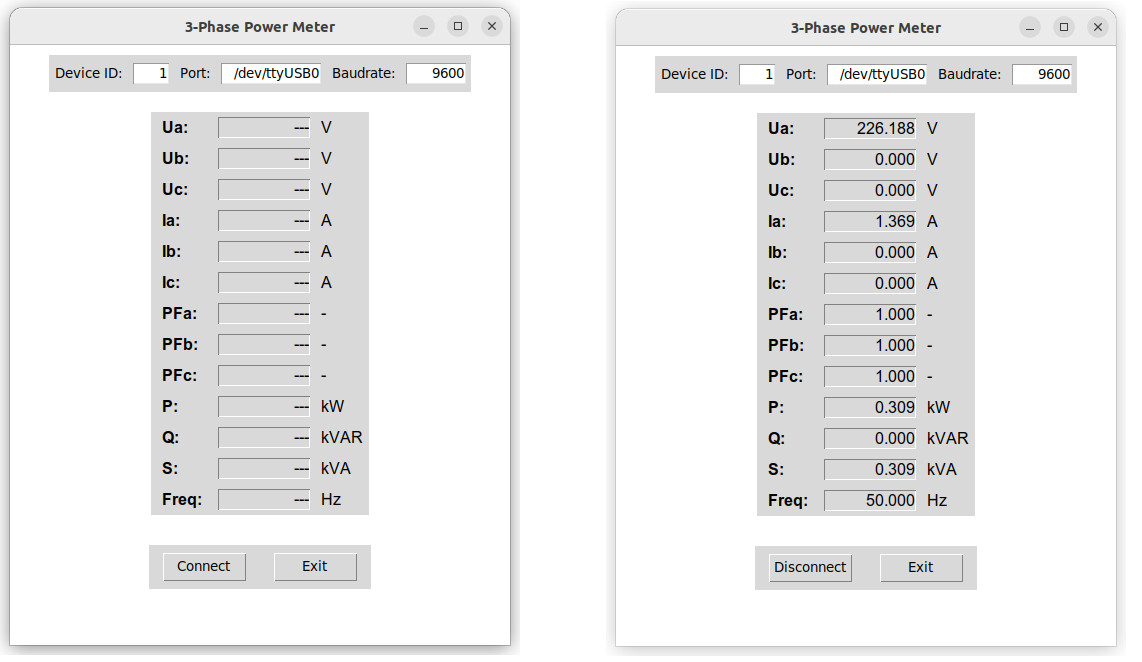 3-Phase Power Meter
Device ID: 1 Port: /dev/ttyUSB0 Baudrate: 9600
Ua: --- V
Ub: --- V
Uc: --- V
Ia: --- A
Ib: --- A
Ic: --- A
PFa: --- -
PFb: --- -
PFc: --- -
P: --- kW
Q: --- kVAR
S: --- kVA
Freq: --- Hz
Connect Exit
3-Phase Power Meter
Device ID: 1 Port: /dev/ttyUSB0 Baudrate: 9600
Ua: 226.188 V
Ub: 0.000 V
Uc: 0.000 V
Ia: 1.369 A
Ib: 0.000 A
Ic: 0.000 A
PFa: 1.000 -
PFb: 1.000 -
PFc: 1.000 -
P: 0.309 kW
Q: 0.000 kVAR
S: 0.309 kVA
Freq: 50.000 Hz
Disconnect Exit